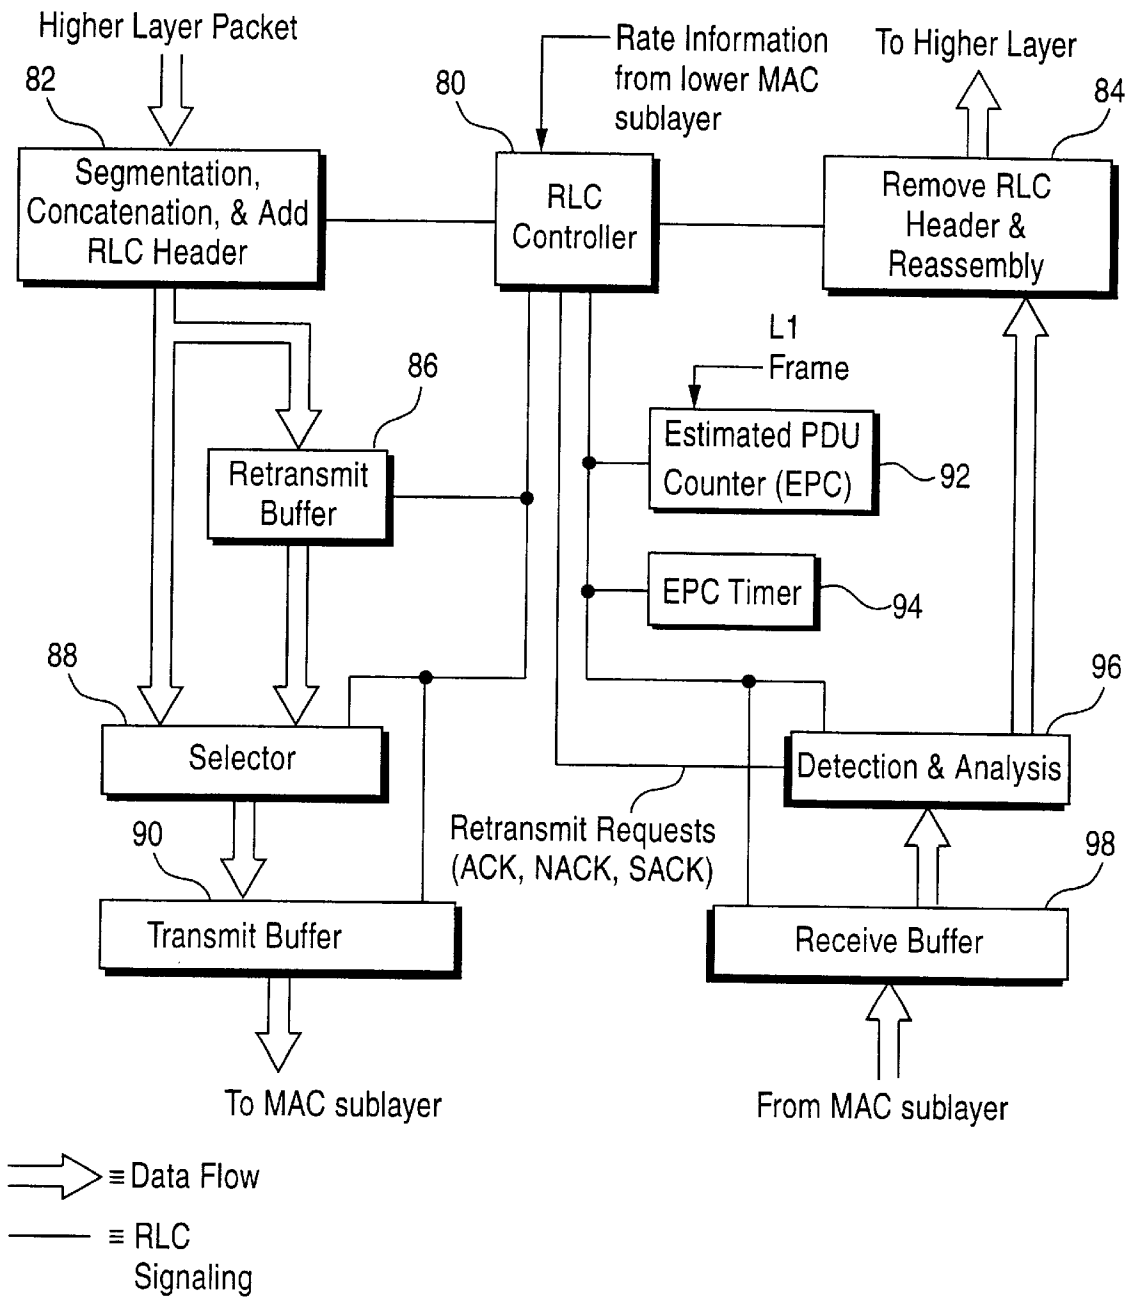 Higher Layer Packet
Rate Information
from lower MAC
sublayer
To Higher Layer
82
80
84
Segmentation,
Concatenation, & Add
RLC Header
RLC
Controller
Remove RLC
Header &
Reassembly
L1
Frame
86
Retransmit
Buffer
Estimated PDU
Counter (EPC)
92
EPC Timer
94
88
Selector
96
Detection & Analysis
Retransmit Requests
(ACK, NACK, SACK)
90
Transmit Buffer
98
Receive Buffer
To MAC sublayer
From MAC sublayer
≡ Data Flow
≡ RLC
Signaling